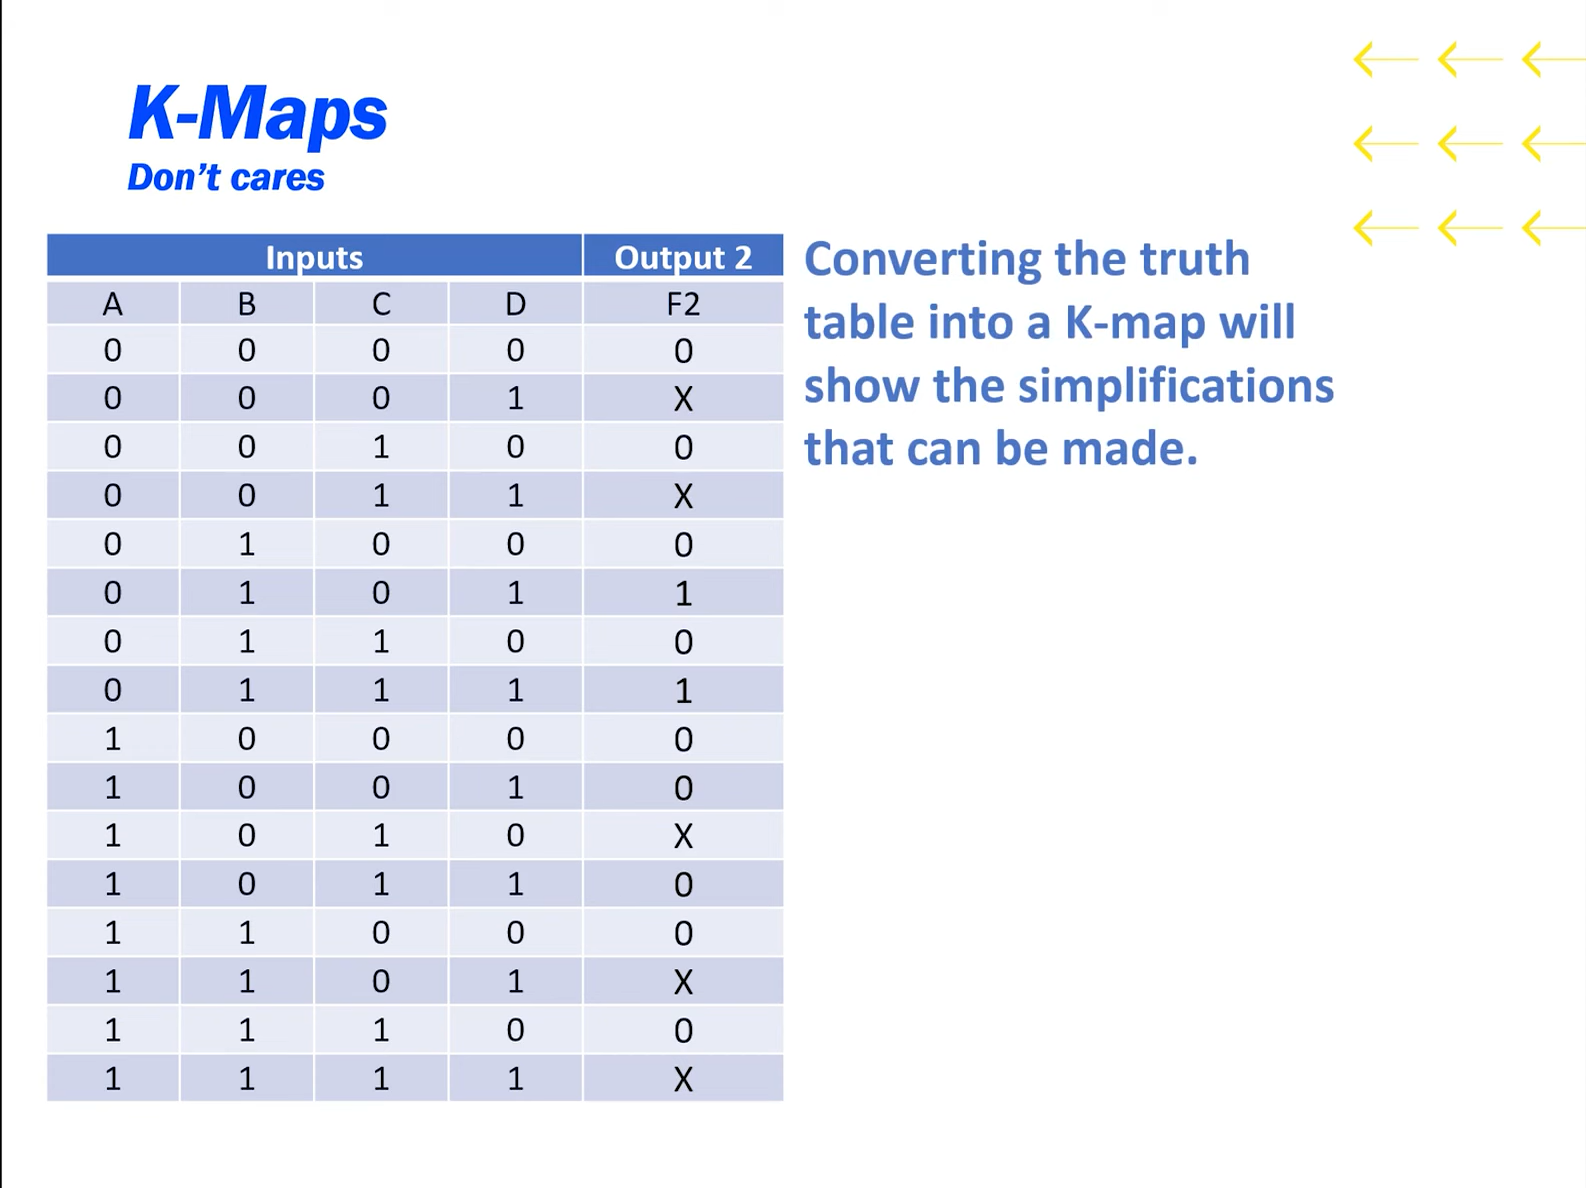 K-Maps
Don't cares
Inputs Output 2
A B C D F2
0 0 0 0 0
0 0 0 1 X
0 0 1 0 0
0 0 1 1 X
0 1 0 0 0
0 1 0 1 1
0 1 1 0 0
0 1 1 1 1
1 0 0 0 0
1 0 0 1 0
1 0 1 0 X
1 0 1 1 0
1 1 0 0 0
1 1 0 1 X
1 1 1 0 0
1 1 1 1 X
Converting the truth
table into a K-map will
show the simplifications
that can be made.